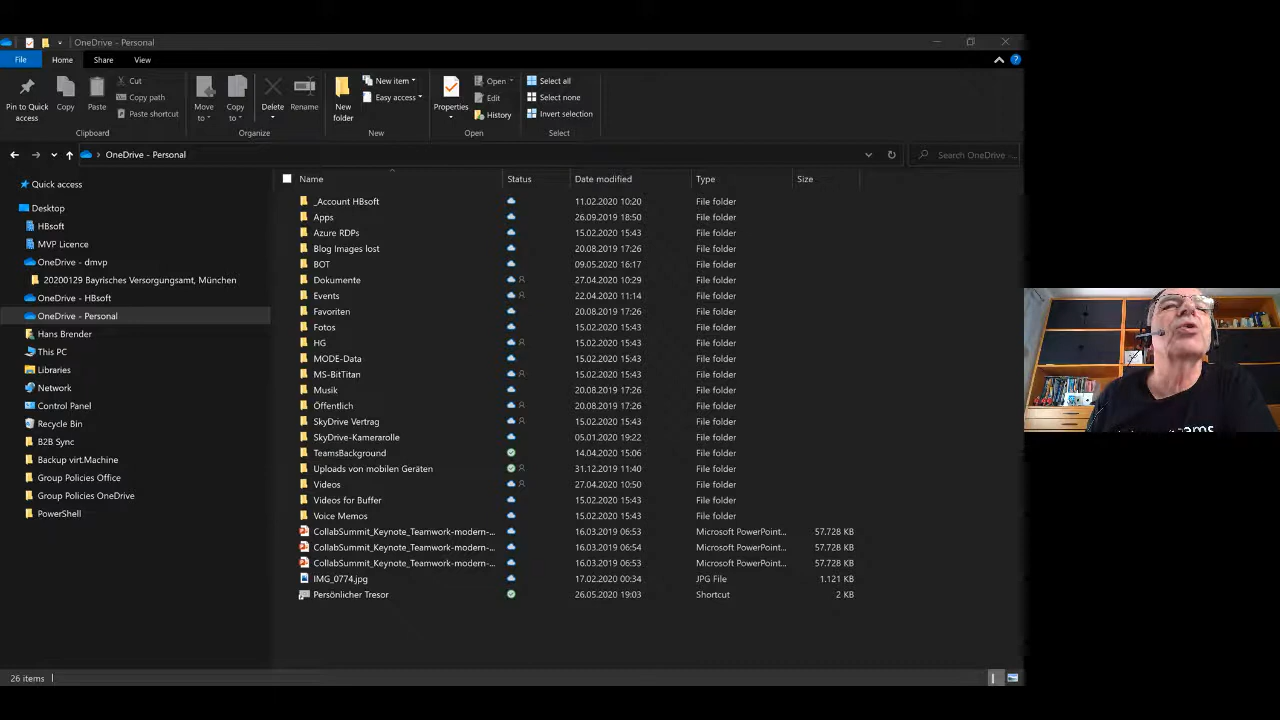 OneDrive - Personal
File Home Share View
Pin to Quick access
Copy
Paste
Cut
Copy path
Paste shortcut
Clipboard
Move to
Copy to
Delete
Rename
Organize
New folder
New item
Easy access
New
Properties
Open
Edit
History
Open
Select all
Select none
Invert selection
Select
OneDrive - Personal
Search OneDrive -...
Quick access
Desktop
HBsoft
MVP Licence
OneDrive - dmvp
20200129 Bayrisches Versorgungsamt, München
OneDrive - HBsoft
OneDrive - Personal
Hans Brender
This PC
Libraries
Network
Control Panel
Recycle Bin
B2B Sync
Backup virt.Machine
Group Policies Office
Group Policies OneDrive
PowerShell
Name Status Date modified Type Size
_Account HBsoft 11.02.2020 10:20 File folder
Apps 26.09.2019 18:50 File folder
Azure RDPs 15.02.2020 15:43 File folder
Blog Images lost 20.08.2019 17:26 File folder
BOT 09.05.2020 16:17 File folder
Dokumente 27.04.2020 10:29 File folder
Events 22.04.2020 11:14 File folder
Favoriten 20.08.2019 17:26 File folder
Fotos 15.02.2020 15:43 File folder
HG 15.02.2020 15:43 File folder
MODE-Data 15.02.2020 15:43 File folder
MS-BitTitan 15.02.2020 15:43 File folder
Musik 20.08.2019 17:26 File folder
Öffentlich 20.08.2019 17:26 File folder
SkyDrive Vertrag 15.02.2020 15:43 File folder
SkyDrive-Kamerarolle 05.01.2020 19:22 File folder
TeamsBackground 14.04.2020 15:06 File folder
Uploads von mobilen Geräten 31.12.2019 11:40 File folder
Videos 27.04.2020 10:50 File folder
Videos for Buffer 15.02.2020 15:43 File folder
Voice Memos 15.02.2020 15:43 File folder
CollabSummit_Keynote_Teamwork-modern-... 16.03.2019 06:53 Microsoft PowerPoint... 57.728 KB
CollabSummit_Keynote_Teamwork-modern-... 16.03.2019 06:54 Microsoft PowerPoint... 57.728 KB
CollabSummit_Keynote_Teamwork-modern-... 16.03.2019 06:53 Microsoft PowerPoint... 57.728 KB
IMG_0774.jpg 17.02.2020 00:34 JPG File 1.121 KB
Persönlicher Tresor 26.05.2020 19:03 Shortcut 2 KB
26 items